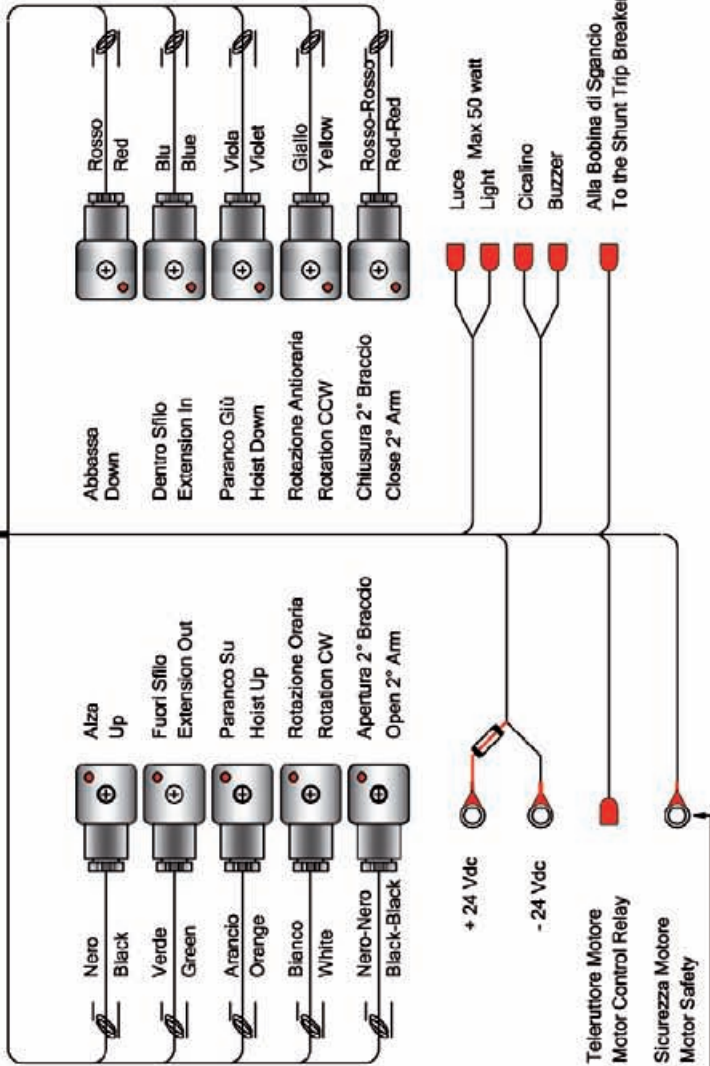 Rosso
Red
Blu
Blue
Viola
Violet
Giallo
Yellow
Rosso-Rosso
Red-Red
Abbassa
Down
Dentro Sfilo
Extension In
Paranco Giù
Hoist Down
Rotazione Antioraria
Rotation CCW
Chiusura 2° Braccio
Close 2° Arm
Luce
Light
Max 50 watt
Cicalino
Buzzer
Alla Bobina di Sgancio
To the Shunt Trip Breaker
Alza
Up
Fuori Sfilo
Extension Out
Paranco Su
Hoist Up
Rotazione Oraria
Rotation CW
Apertura 2° Braccio
Open 2° Arm
Nero
Black
Verde
Green
Arancio
Orange
Bianco
White
Nero-Nero
Black-Black
+ 24 Vdc
- 24 Vdc
Teleruttore Motore
Motor Control Relay
Sicurezza Motore
Motor Safety